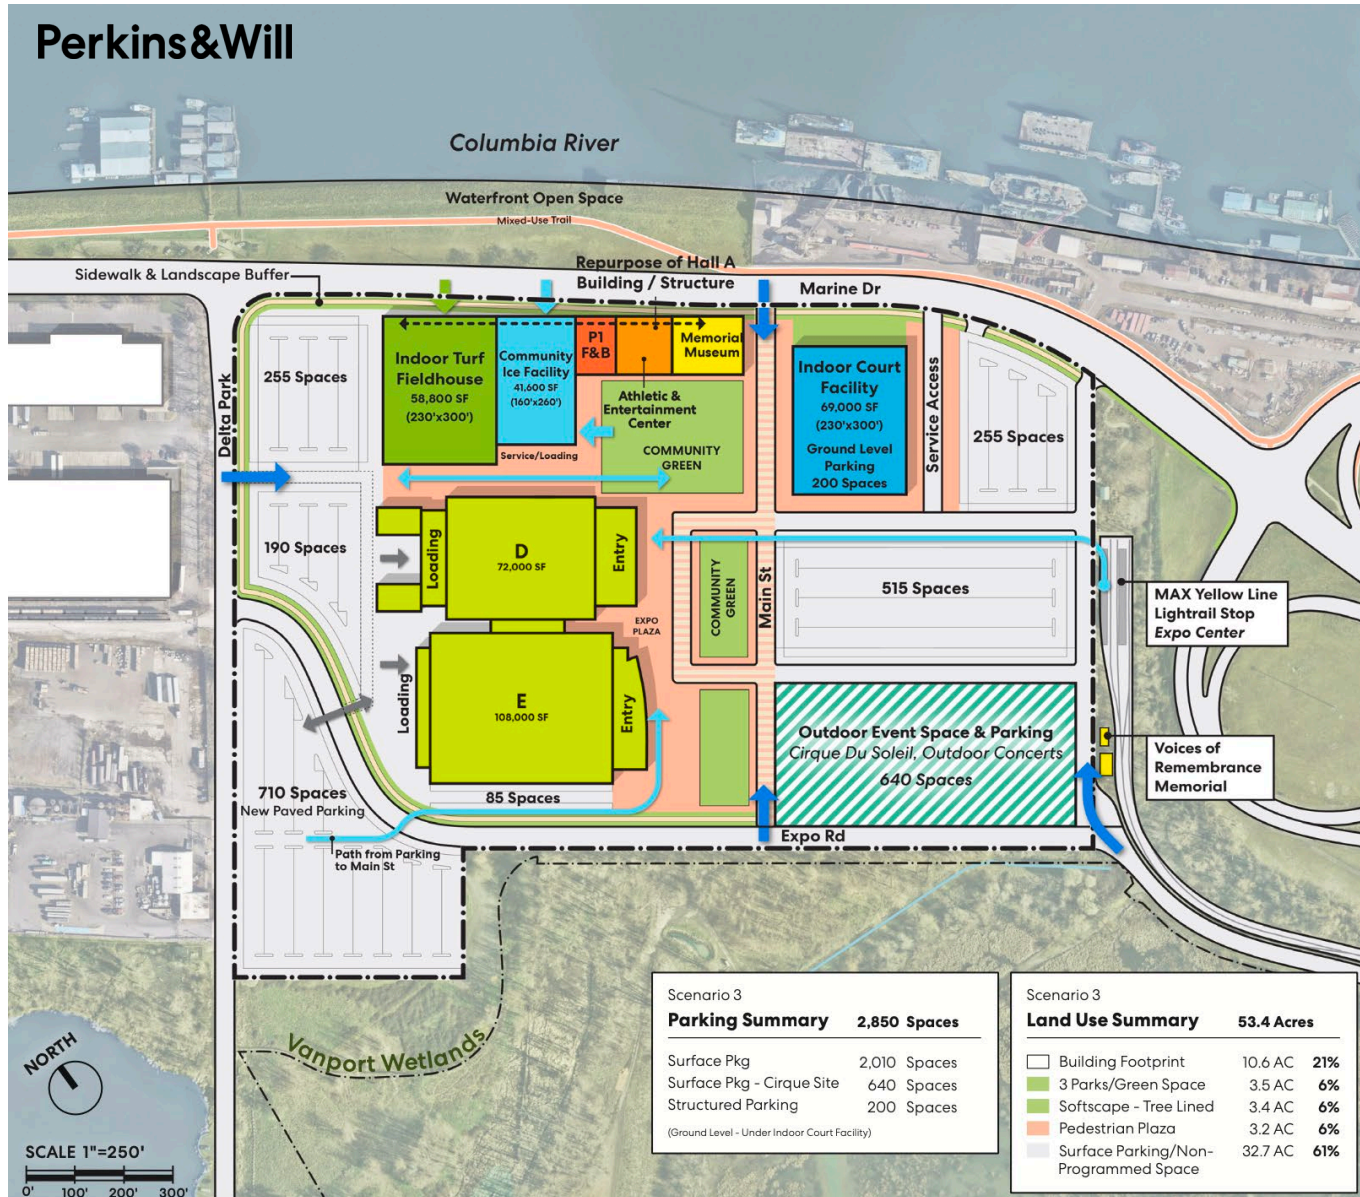 Perkins&Will
Columbia River
Waterfront Open Space
Mixed-Use Trail
Sidewalk & Landscape Buffer
Repurpose of Hall A
Building / Structure
Marine Dr
Delta Park
255 Spaces
Indoor Turf
Fieldhouse
58,800 SF
(230'x300')
Community
Ice Facility
41,600 SF
(160'x260')
P1
F&B
Memorial
Museum
Athletic &
Entertainment
Center
COMMUNITY
GREEN
Service/Loading
Indoor Court
Facility
69,000 SF
(230'x300')
Ground Level
Parking
200 Spaces
Service Access
255 Spaces
190 Spaces
Loading
D
72,000 SF
Entry
EXPO
PLAZA
COMMUNITY
GREEN
Main St
515 Spaces
MAX Yellow Line
Lightrail Stop
Expo Center
Loading
E
108,000 SF
Entry
Outdoor Event Space & Parking
Cirque Du Soleil, Outdoor Concerts
640 Spaces
Voices of
Remembrance
Memorial
710 Spaces
New Paved Parking
85 Spaces
Path from Parking
to Main St
Expo Rd
Vanport Wetlands
NORTH
SCALE 1"=250'
0' 100' 200' 300'
Scenario 3
Parking Summary 2,850 Spaces
Surface Pkg 2,010 Spaces
Surface Pkg - Cirque Site 640 Spaces
Structured Parking 200 Spaces
(Ground Level - Under Indoor Court Facility)
Scenario 3
Land Use Summary 53.4 Acres
Building Footprint 10.6 AC 21%
3 Parks/Green Space 3.5 AC 6%
Softscape - Tree Lined 3.4 AC 6%
Pedestrian Plaza 3.2 AC 6%
Surface Parking/Non- 32.7 AC 61%
Programmed Space